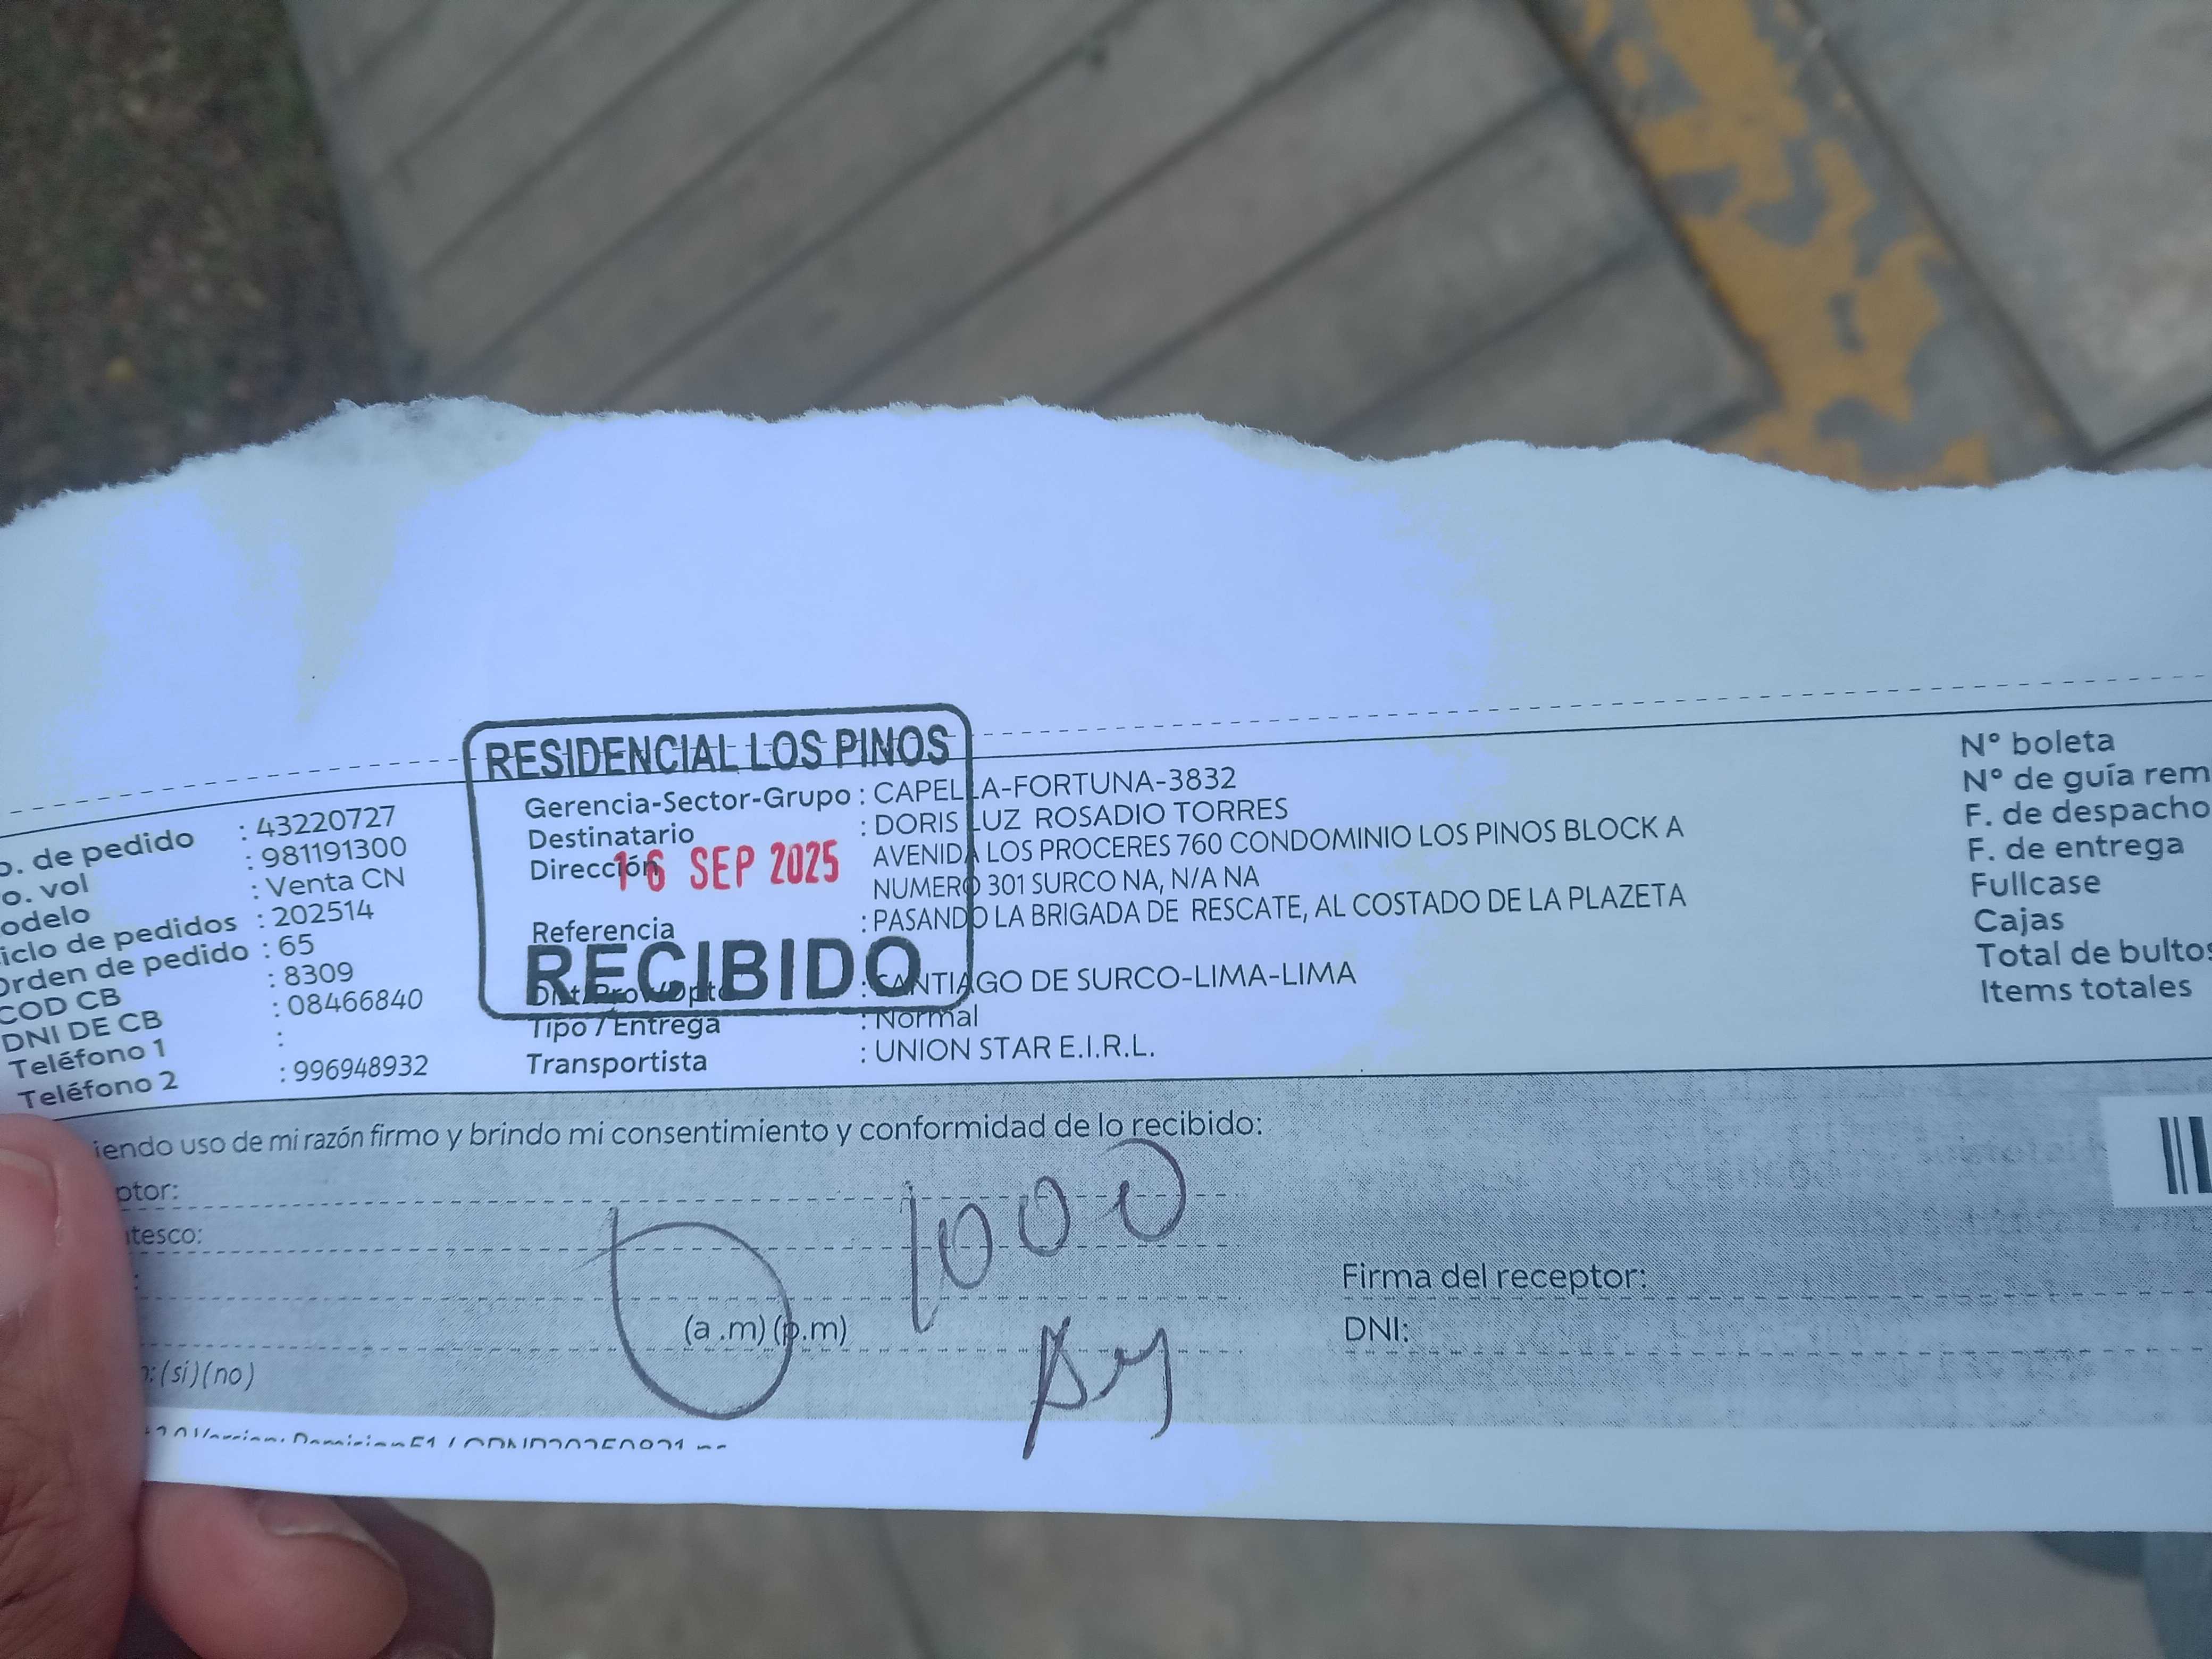 RESIDENCIAL LOS PINOS
16 SEP 2025
RECIBIDO
o. de pedido : 43220727
o. vol : 981191300
odelo : Venta CN
iclo de pedidos : 202514
Orden de pedido : 65
COD CB : 8309
DNI DE CB : 08466840
Teléfono 1 :
Teléfono 2 : 996948932
Gerencia-Sector-Grupo : CAPELLA-FORTUNA-3832
Destinatario : DORIS LUZ ROSADIO TORRES
Dirección AVENIDA LOS PROCERES 760 CONDOMINIO LOS PINOS BLOCK A
NUMERO 301 SURCO NA, N/A NA
Referencia : PASANDO LA BRIGADA DE RESCATE, AL COSTADO DE LA PLAZETA
Dist/Prov/Dpto : SANTIAGO DE SURCO-LIMA-LIMA
Tipo / Entrega : Normal
Transportista : UNION STAR E.I.R.L.
N° boleta
N° de guía rem
F. de despacho
F. de entrega
Fullcase
Cajas
Total de bultos
Items totales
iendo uso de mi razón firmo y brindo mi consentimiento y conformidad de lo recibido:
ptor:
tesco:
:
(a .m) (p.m)
: (si) (no)
1000
Firma del receptor:
DNI: